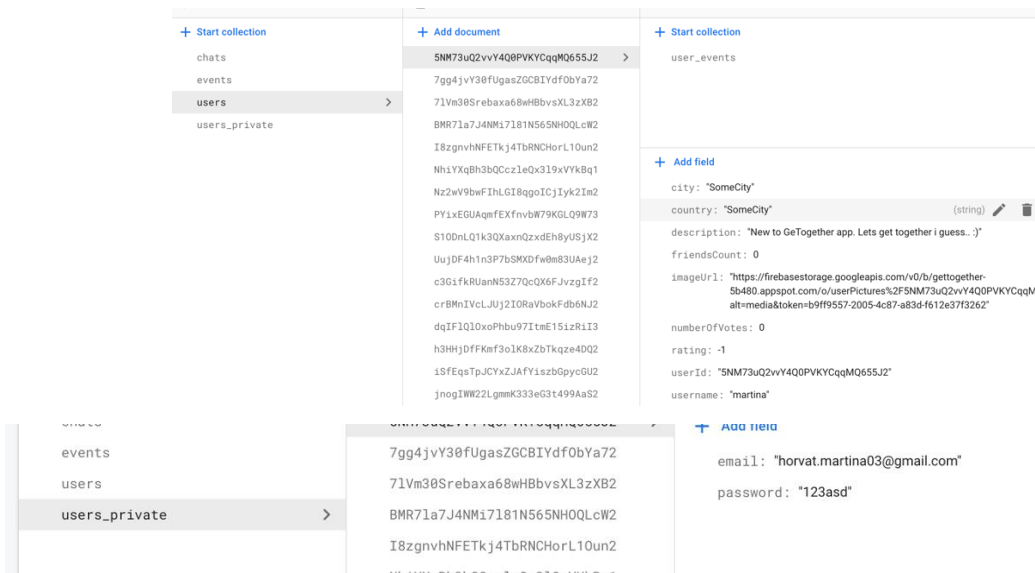 Start collection
Add document
Start collection
chats
events
users
users_private
5NM73uQ2vvY4Q0PVKYCqqMQ655J2
7gg4jvY30fUgasZGCBIYdfObYa72
71Vm30Srebaxa68wHBbvsXL3zXB2
BMR7la7J4NMi7l81N565NHOQLcW2
I8zgnvhNFETkj4TbRNCHorL1Oun2
NhiYXqBh3bQCczleQx3l9xVYkBq1
Nz2wV9bwFIhLGI8qgoICjIyk2Im2
PYixEGUAqmfEXfnvbW79KGLQ9W73
S1ODnLQ1k3QXaxnQzxdEh8yUSjX2
UujDF4h1n3P7bSMXDfw0m83UAej2
c3GifkRUanN53Z7QcQX6FJvzgIf2
crBMnIVcLJUj2IORaVbokFdb6NJ2
dqIFlQlOxoPhbu97ItmE15izRiI3
h3HHjDfFKmf3olK8xZbTkqze4DQ2
iSfEqsTpJCYxZJAfYiszbGpycGU2
jnogIWW22LgmmK333eG3t499AaS2
user_events
Add field
city: "SomeCity"
country: "SomeCity" (string)
description: "New to GeTogether app. Lets get together i guess.. :)"
friendsCount: 0
imageUrl: "https://firebasestorage.googleapis.com/v0/b/gettogether-
5b480.appspot.com/o/userPictures%2F5NM73uQ2vvY4Q0PVKYCqqM
alt=media&token=b9ff9557-2005-4c87-a83d-f612e37f3262"
numberOfVotes: 0
rating: -1
userId: "5NM73uQ2vvY4Q0PVKYCqqMQ655J2"
username: "martina"
events
users
users_private
7gg4jvY30fUgasZGCBIYdfObYa72
71Vm30Srebaxa68wHBbvsXL3zXB2
BMR7la7J4NMi7l81N565NHOQLcW2
I8zgnvhNFETkj4TbRNCHorL1Oun2
Add field
email: "horvat.martina03@gmail.com"
password: "123asd"